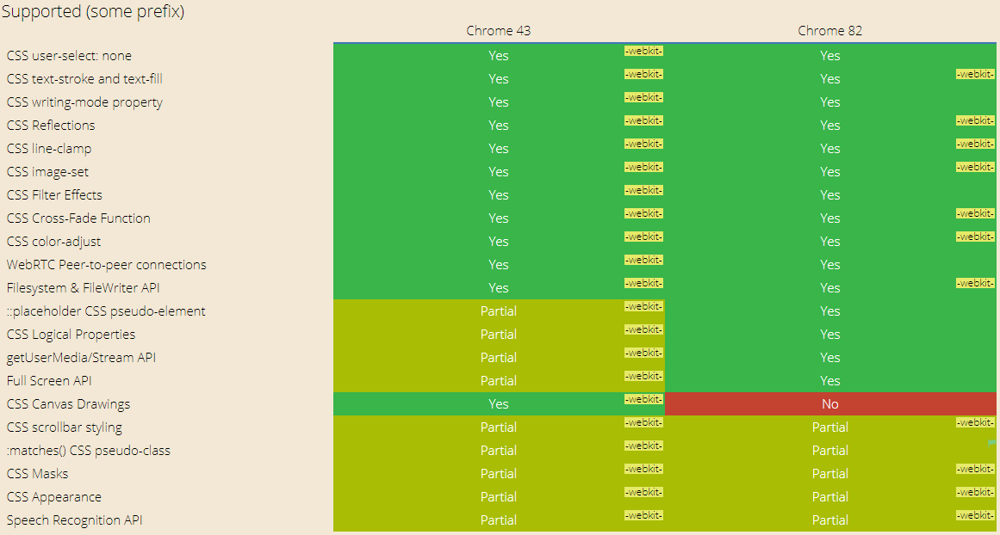 Supported (some prefix)
Chrome 43 Chrome 82
CSS user-select: none Yes -webkit- Yes
CSS text-stroke and text-fill Yes -webkit- Yes -webkit-
CSS writing-mode property Yes -webkit- Yes
CSS Reflections Yes -webkit- Yes -webkit-
CSS line-clamp Yes -webkit- Yes -webkit-
CSS image-set Yes -webkit- Yes -webkit-
CSS Filter Effects Yes -webkit- Yes
CSS Cross-Fade Function Yes -webkit- Yes -webkit-
CSS color-adjust Yes -webkit- Yes -webkit-
WebRTC Peer-to-peer connections Yes -webkit- Yes
Filesystem & FileWriter API Yes -webkit- Yes -webkit-
::placeholder CSS pseudo-element Partial -webkit- Yes
CSS Logical Properties Partial -webkit- Yes
getUserMedia/Stream API Partial -webkit- Yes
Full Screen API Partial -webkit- Yes
CSS Canvas Drawings Yes -webkit- No
CSS scrollbar styling Partial -webkit- Partial -webkit-
:matches() CSS pseudo-class Partial -webkit- Partial
CSS Masks Partial -webkit- Partial -webkit-
CSS Appearance Partial -webkit- Partial -webkit-
Speech Recognition API Partial -webkit- Partial -webkit-